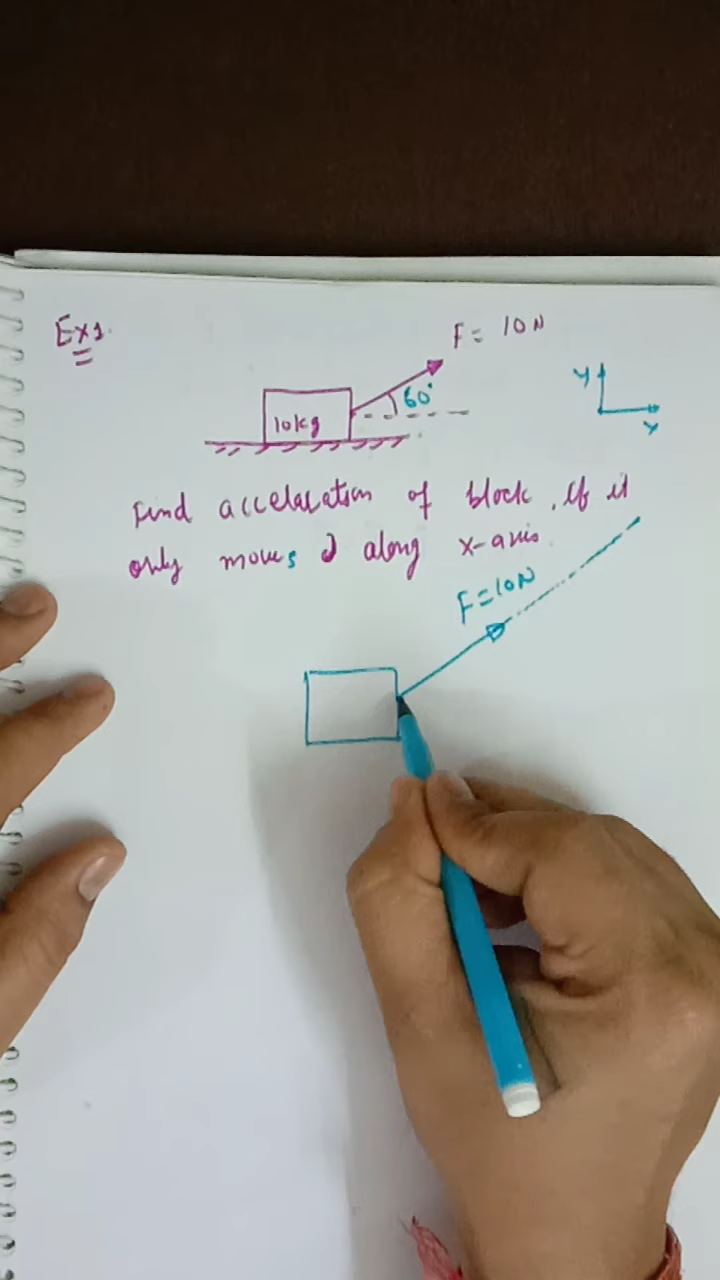 Ex1.
F = 10N
60°
10kg
Y
X
Find accelaration of block, if it
only moves along x-axis.
F=10N